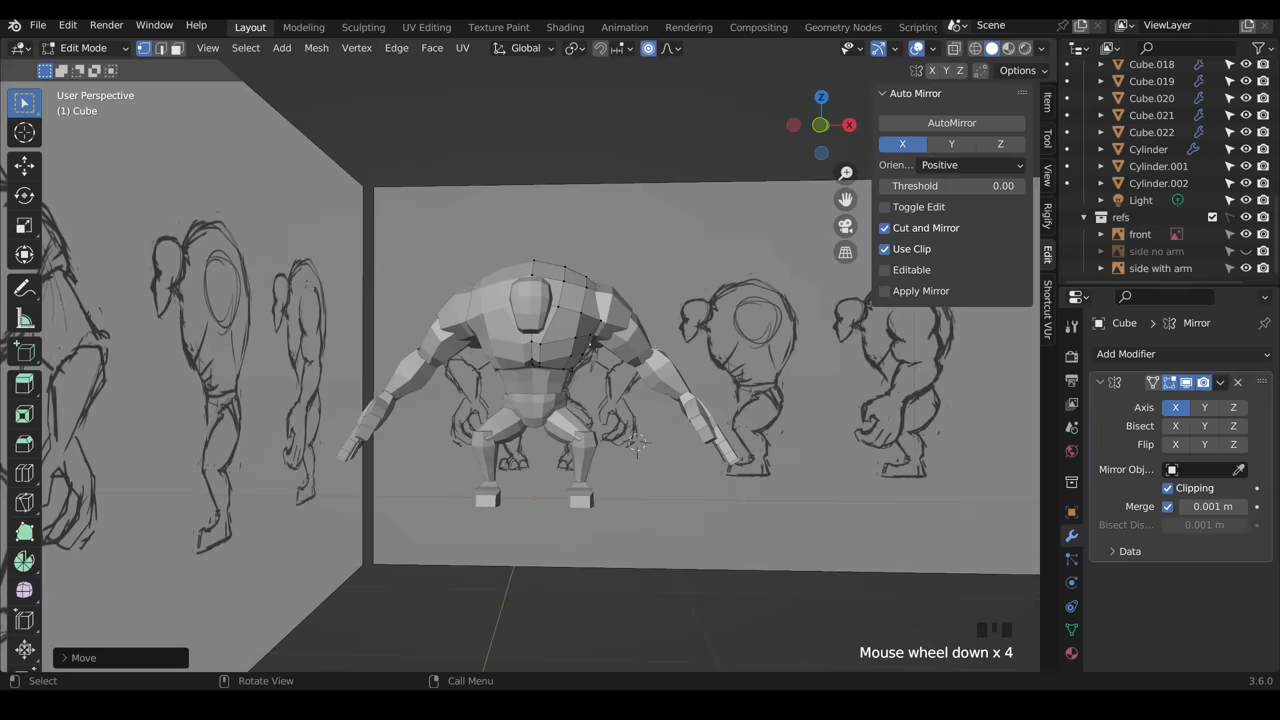 File Edit Render Window Help
Layout Modeling Sculpting UV Editing Texture Paint Shading Animation Rendering Compositing Geometry Nodes Scripting
Scene
ViewLayer
Edit Mode
View Select Add Mesh Vertex Edge Face UV
Global
X Y Z
Options
User Perspective
(1) Cube
Z
X
Auto Mirror
AutoMirror
X Y Z
Orien... Positive
Threshold 0.00
Toggle Edit
Cut and Mirror
Use Clip
Editable
Apply Mirror
Item
Tool
View
Rigify
Edit
Shortcut VUr
Cube.018
Cube.019
Cube.020
Cube.021
Cube.022
Cylinder
Cylinder.001
Cylinder.002
Light
refs
front
side no arm
side with arm
Cube > Mirror
Add Modifier
Axis X Y Z
Bisect X Y Z
Flip X Y Z
Mirror Obj...
Clipping
Merge 0.001 m
Bisect Dis... 0.001 m
Data
Move
Mouse wheel down x 4
Select
Rotate View
Call Menu
3.6.0